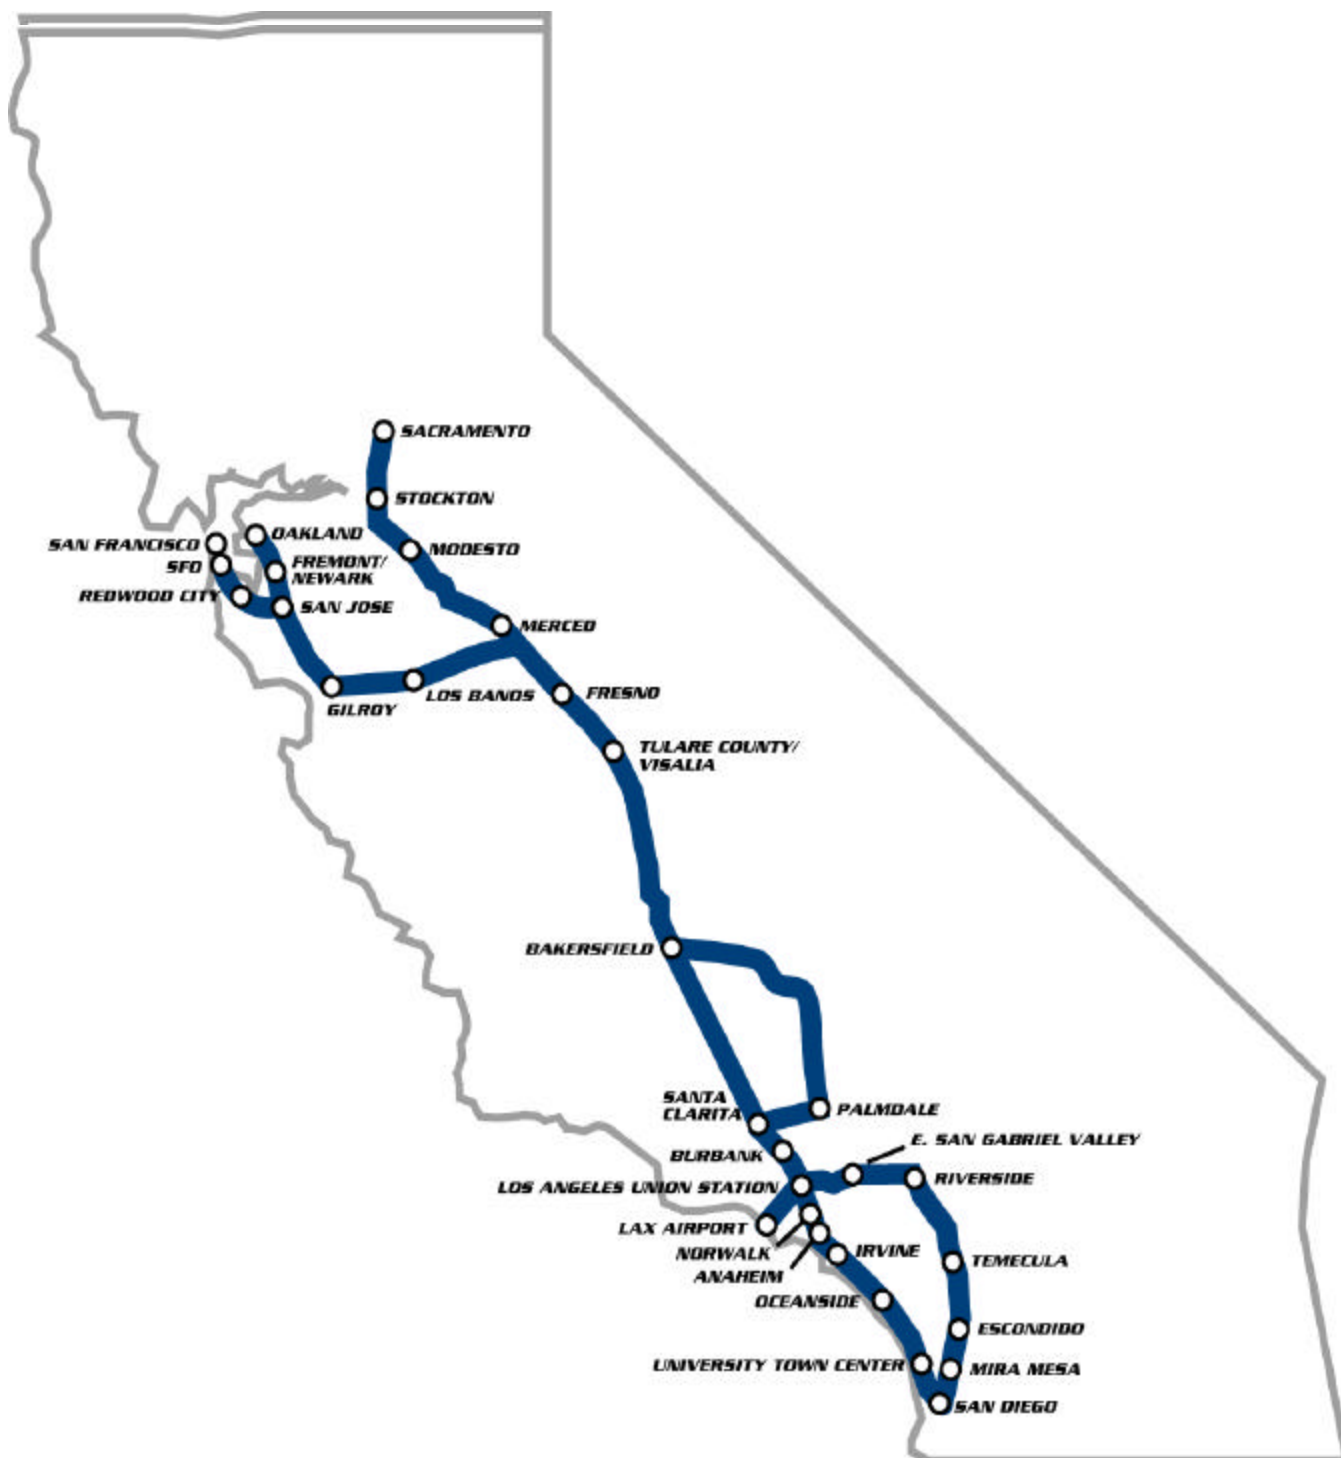 SACRAMENTO
STOCKTON
OAKLAND
SAN FRANCISCO
MODESTO
SFO
FREMONT/
NEWARK
REDWOOD CITY
SAN JOSE
MERCED
LOS BANOS
FRESNO
GILROY
TULARE COUNTY/
VISALIA
BAKERSFIELD
SANTA
CLARITA
PALMDALE
E. SAN GABRIEL VALLEY
BURBANK
RIVERSIDE
LOS ANGELES UNION STATION
LAX AIRPORT
NORWALK
IRVINE
TEMECULA
ANAHEIM
OCEANSIDE
ESCONDIDO
UNIVERSITY TOWN CENTER
MIRA MESA
SAN DIEGO